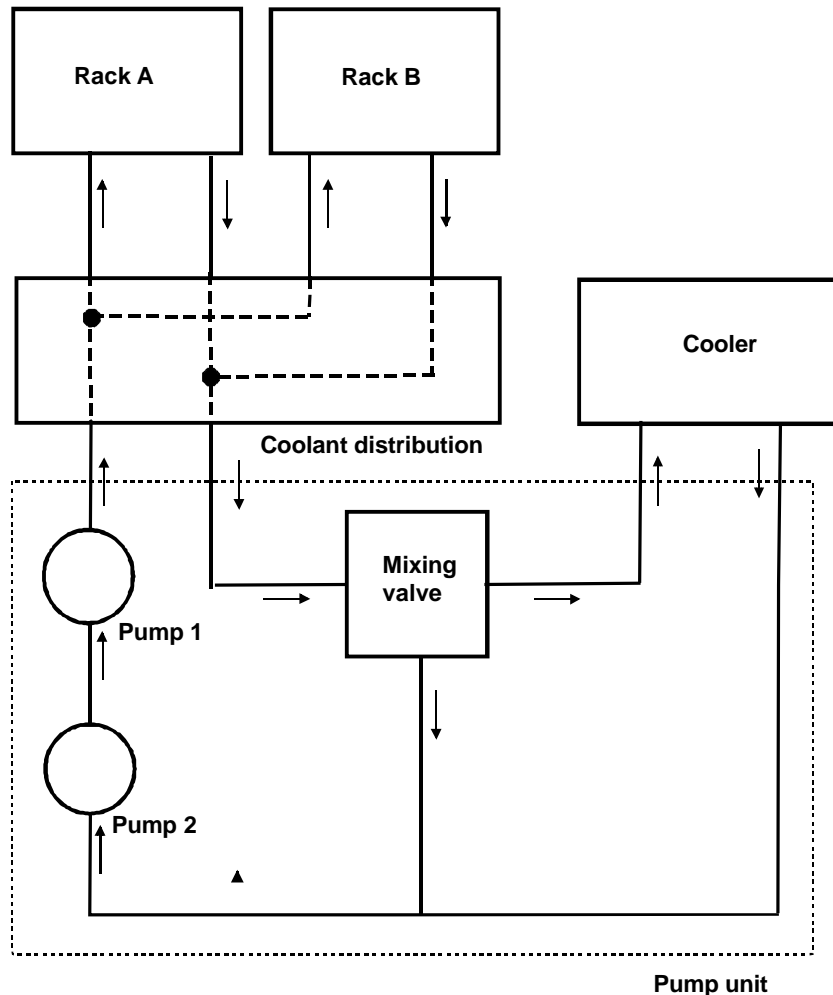 Rack A
Rack B
Cooler
Coolant distribution
Mixing
valve
Pump 1
Pump 2
Pump unit